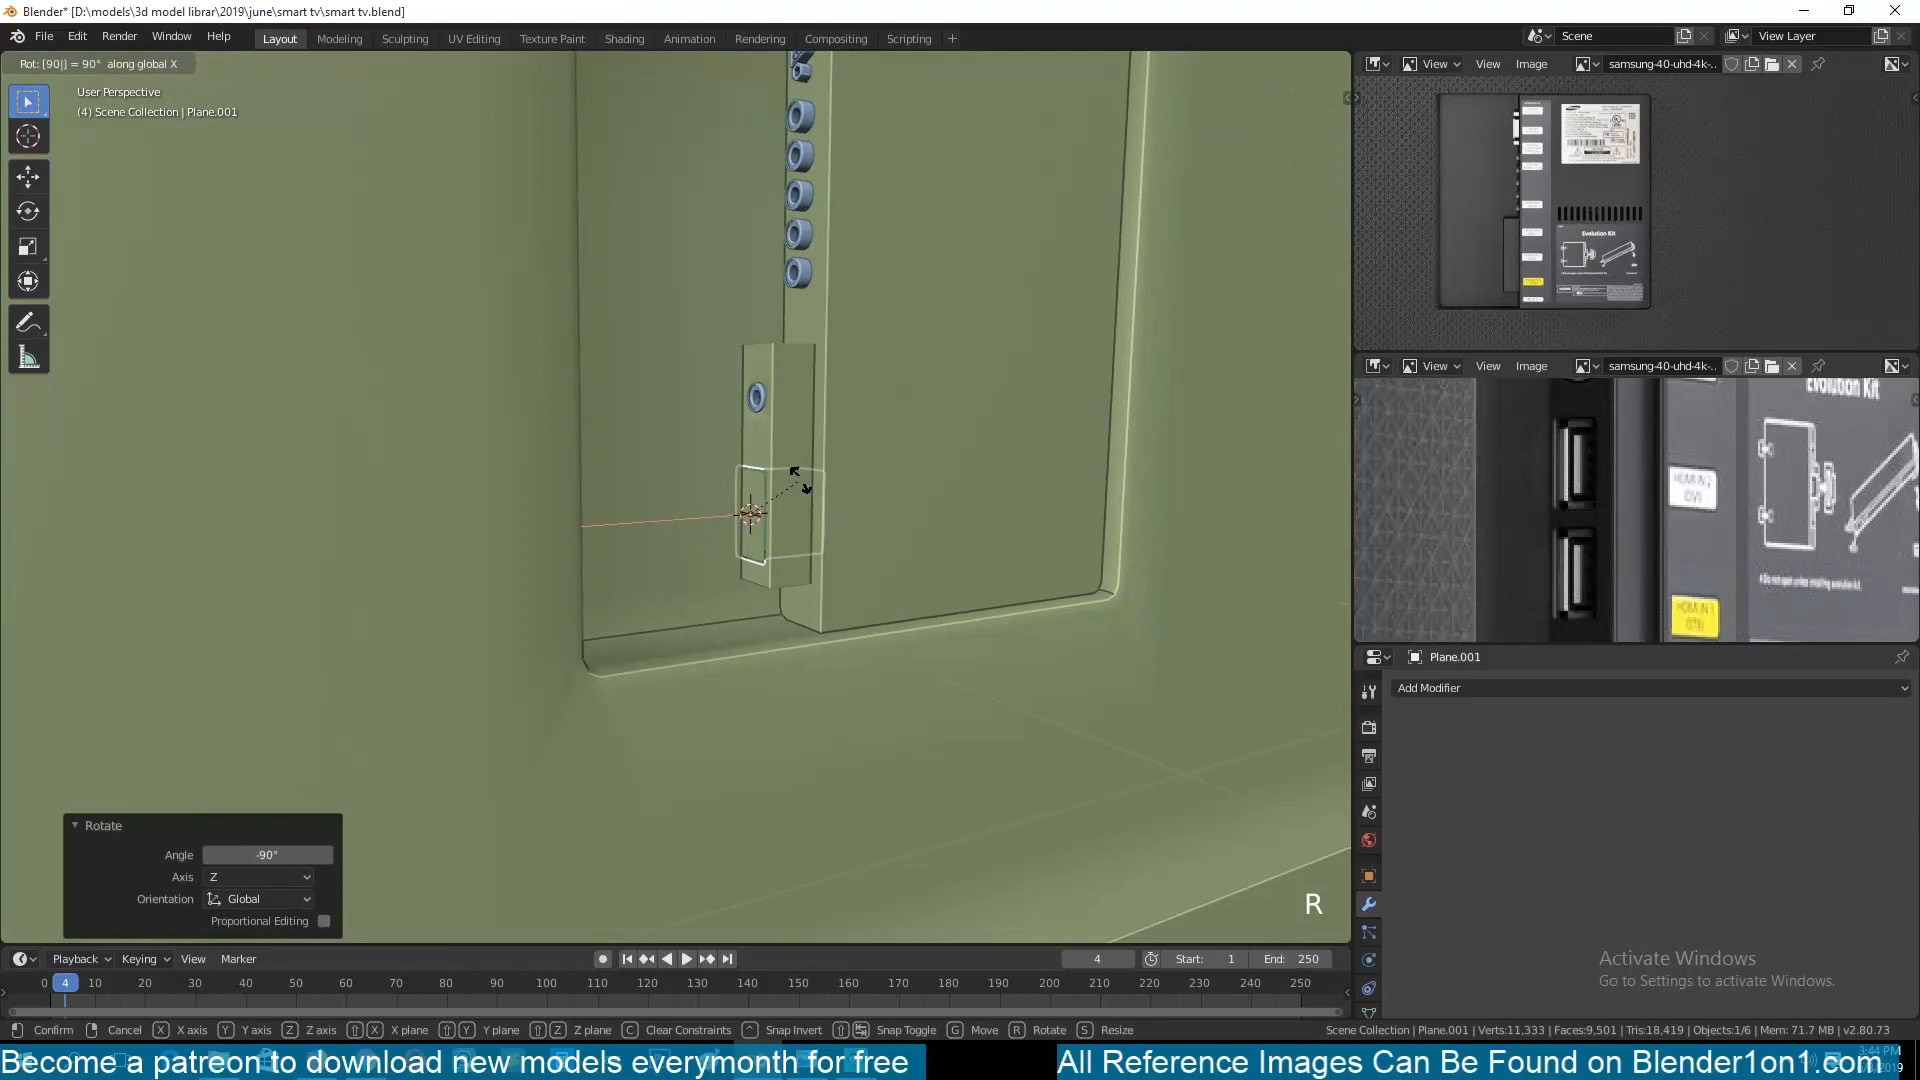 Blender* [D:\models\3d model librar\2019\june\smart tv\smart tv.blend]
File Edit Render Window Help
Layout Modeling Sculpting UV Editing Texture Paint Shading Animation Rendering Compositing Scripting
Scene
View Layer
Rot: [90|] = 90° along global X
User Perspective
(4) Scene Collection | Plane.001
View View Image samsung-40-uhd-4k-..
Evolution Kit
View View Image samsung-40-uhd-4k-..
Evolution Kit
Plane.001
Add Modifier
Rotate
Angle -90°
Axis Z
Orientation Global
Proportional Editing
R
Activate Windows
Go to Settings to activate Windows.
Playback Keying View Marker
4 Start: 1 End: 250
0 4 10 20 30 40 50 60 70 80 90 100 110 120 130 140 150 160 170 180 190 200 210 220 230 240 250
Confirm Cancel X X axis Y Y axis Z Z axis X X plane Y Y plane Z Z plane C Clear Constraints ^ Snap Invert Snap Toggle G Move R Rotate S Resize
Scene Collection | Plane.001 | Verts:11,333 | Faces:9,501 | Tris:18,419 | Objects:1/6 | Mem: 71.7 MB | v2.80.73
Become a patreon to download new models everymonth for free
All Reference Images Can Be Found on Blender1on1.com
3:44 PM